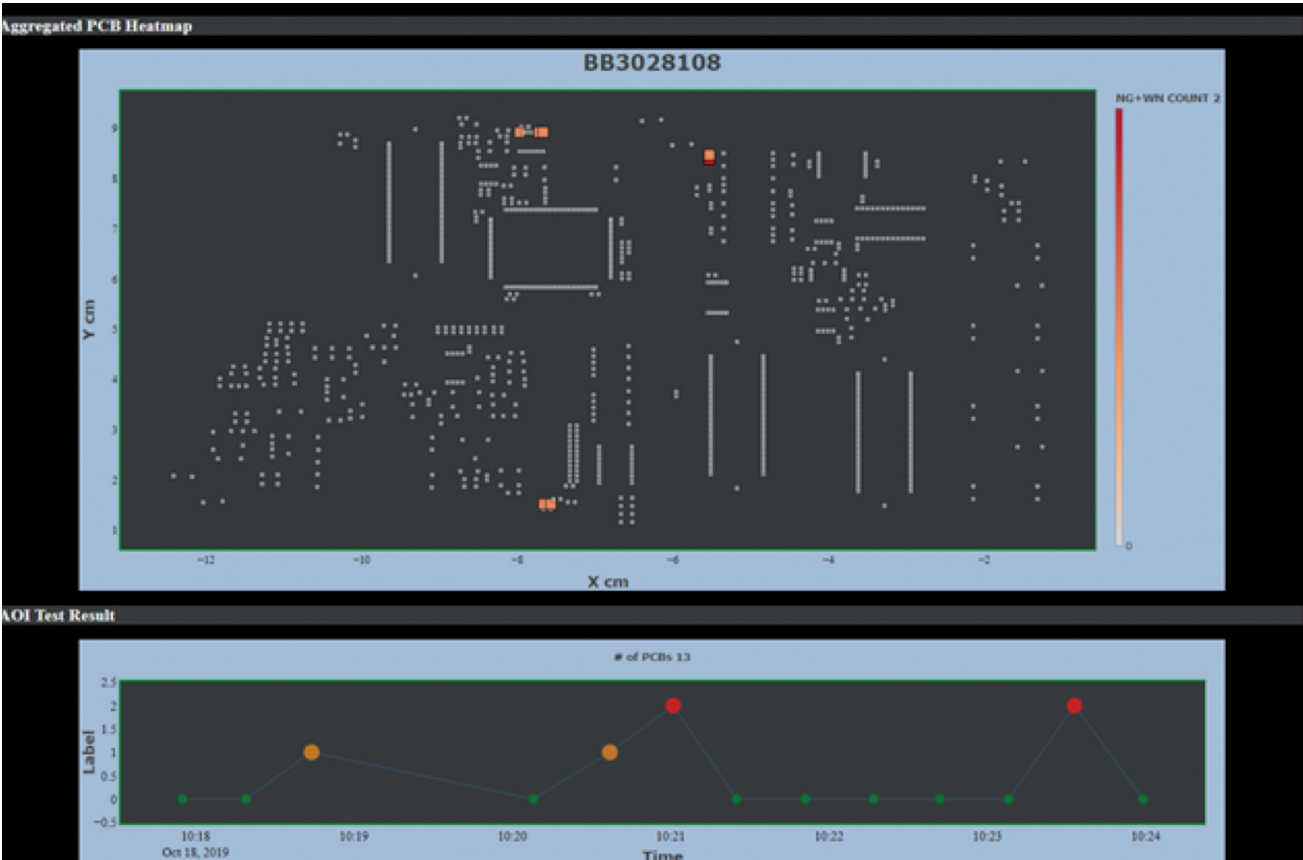 Aggregated PCB Heatmap
BB3028108
NG+WN COUNT 2
9
8
7
6
5
4
3
2
1
0
Y cm
−12 −10 −8 −6 −4 −2
X cm
AOI Test Result
# of PCBs 13
2.5
2
1.5
1
0.5
0
−0.5
Label
10:18 10:19 10:20 10:21 10:22 10:23 10:24
Oct 18, 2019
Time